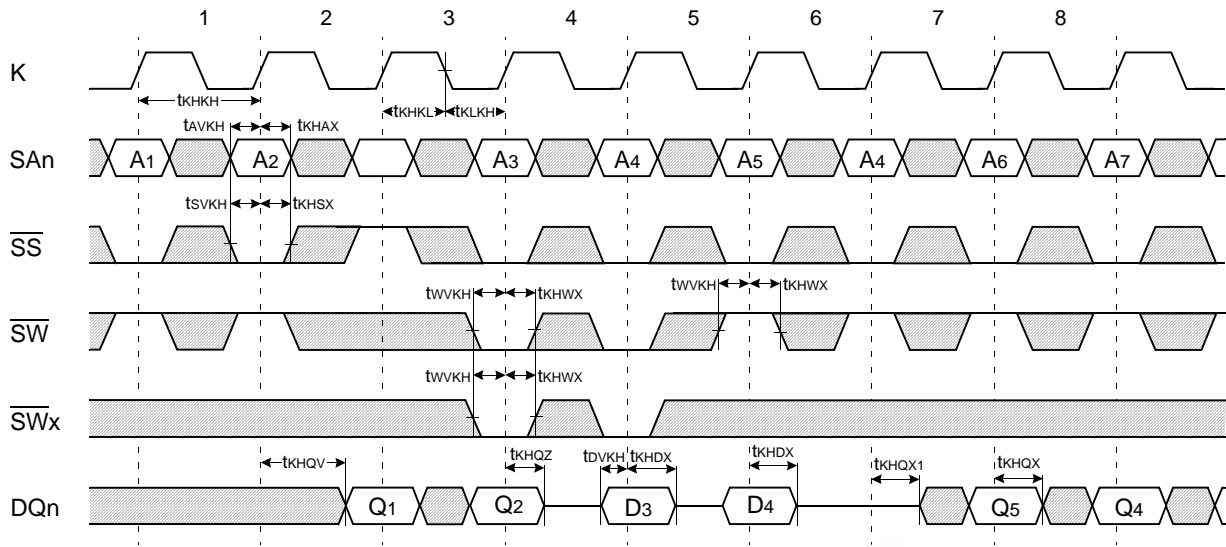 1 2 3 4 5 6 7 8
K
tKHKH tKHKL tKLKH
tAVKH tKHAX
SAn A1 A2 A3 A4 A5 A4 A6 A7
tSVKH tKHSX
SS
tWVKH tKHWX tWVKH tKHWX
SW
tWVKH tKHWX
SWx
tKHQV tKHQZ tDVKH tKHDX tKHDX tKHQX1 tKHQX
DQn Q1 Q2 D3 D4 Q5 Q4